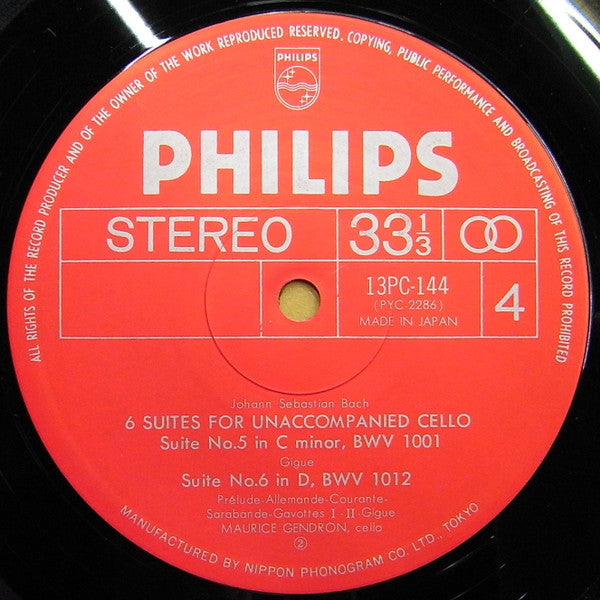 ALL RIGHTS OF THE RECORD PRODUCER AND OF THE OWNER OF THE WORK REPRODUCED RESERVED. COPYING, PUBLIC PERFORMANCE AND BROADCASTING OF THIS RECORD PROHIBITED
PHILIPS
PHILIPS
STEREO 33 1/3
13PC-144
(PYC-2286)
MADE IN JAPAN
4
Johann Sebastian Bach
6 SUITES FOR UNACCOMPANIED CELLO
Suite No.5 in C minor, BWV 1001
Gigue
Suite No.6 in D, BWV 1012
Prélude-Allemande-Courante-
Sarabande-Gavottes I-II-Gigue
MAURICE GENDRON, cello
②
MANUFACTURED BY NIPPON PHONOGRAM CO. LTD., TOKYO